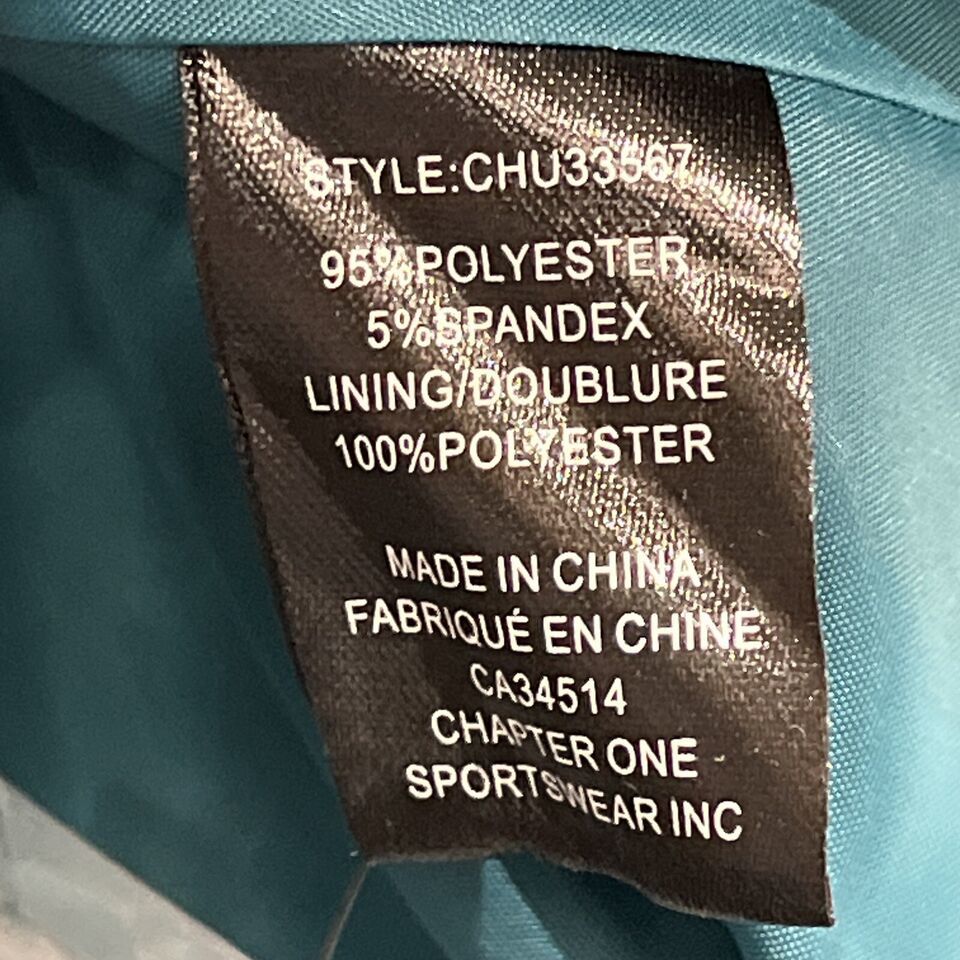 STYLE:CHU33567
95%POLYESTER
5%SPANDEX
LINING/DOUBLURE
100%POLYESTER
MADE IN CHINA
FABRIQUÉ EN CHINE
CA34514
CHAPTER ONE
SPORTSWEAR INC